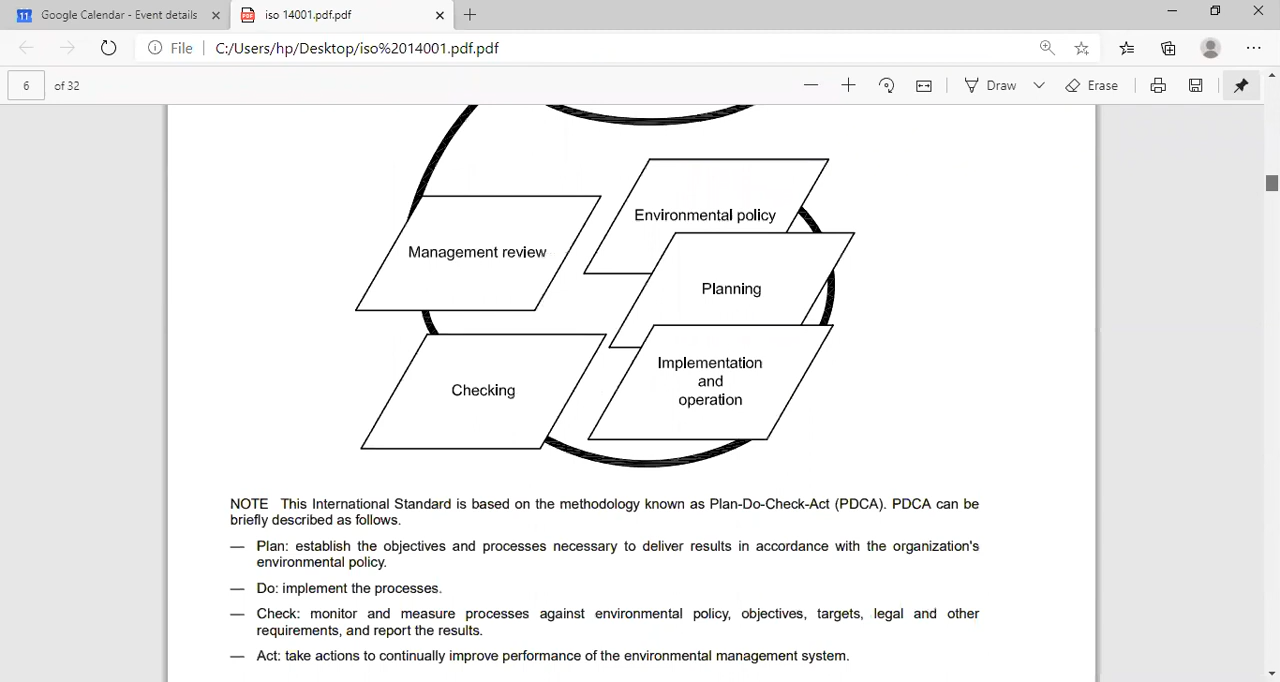 Google Calendar - Event details
iso 14001.pdf.pdf
File
C:/Users/hp/Desktop/iso%2014001.pdf.pdf
6 of 32
Draw
Erase
Environmental policy
Management review
Planning
Implementation
and
operation
Checking
NOTE This International Standard is based on the methodology known as Plan-Do-Check-Act (PDCA). PDCA can be
briefly described as follows.
— Plan: establish the objectives and processes necessary to deliver results in accordance with the organization's
environmental policy.
— Do: implement the processes.
— Check: monitor and measure processes against environmental policy, objectives, targets, legal and other
requirements, and report the results.
— Act: take actions to continually improve performance of the environmental management system.